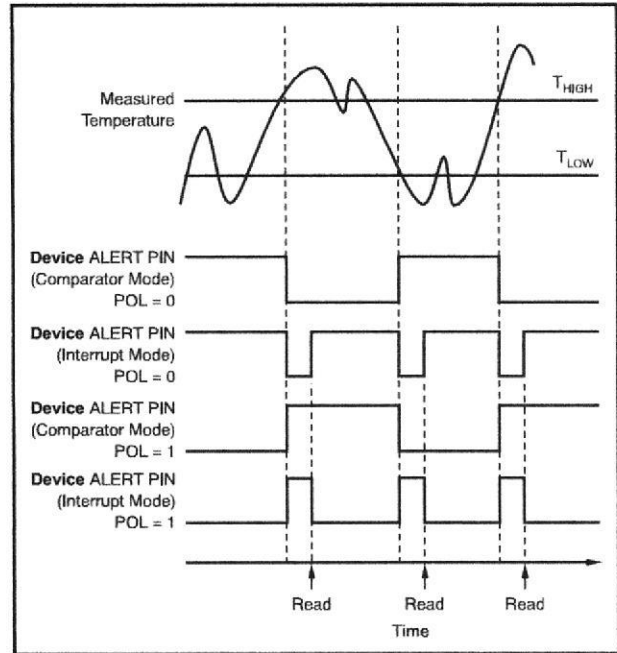 Measured
Temperature
THIGH
TLOW
Device ALERT PIN
(Comparator Mode)
POL = 0
Device ALERT PIN
(Interrupt Mode)
POL = 0
Device ALERT PIN
(Comparator Mode)
POL = 1
Device ALERT PIN
(Interrupt Mode)
POL = 1
Read Read Read
Time